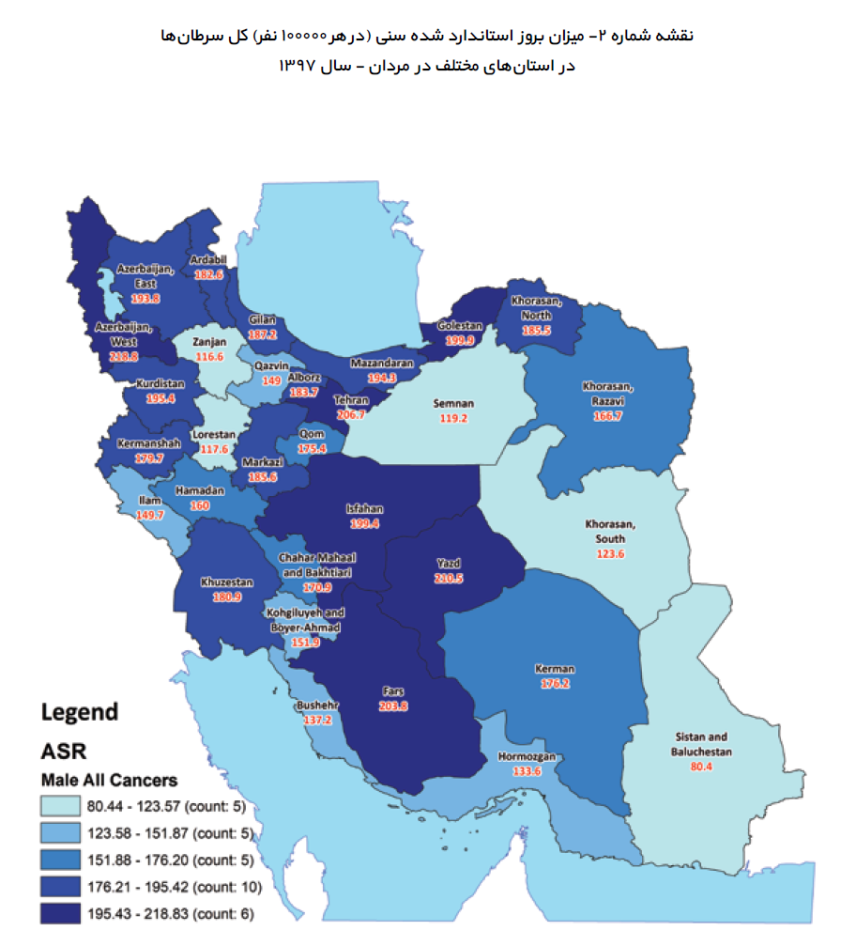 نقشه شماره ۲- میزان بروز استاندارد شده سنی (در هر ۱۰۰۰۰۰ نفر) کل سرطان‌ها
در استان‌های مختلف در مردان - سال ۱۳۹۷
Ardabil
182.6
Azerbaijan,
East
193.8
Khorasan,
North
185.5
Gilan
187.2
Golestan
199.9
Azerbaijan,
West
218.8
Zanjan
116.6
Mazandaran
194.3
Qazvin
149
Alborz
183.7
Kurdistan
195.4
Khorasan,
Razavi
166.7
Tehran
206.7
Semnan
119.2
Lorestan
117.6
Qom
175.4
Kermanshah
179.7
Markazi
185.6
Hamadan
160
Ilam
149.7
Isfahan
199.4
Khorasan,
South
123.6
Chahar Mahaal
and Bakhtiari
170.9
Yazd
210.5
Khuzestan
180.9
Kohgiluyeh and
Boyer-Ahmad
151.9
Kerman
176.2
Fars
203.8
Bushehr
137.2
Sistan and
Baluchestan
80.4
Hormozgan
133.6
Legend
ASR
Male All Cancers
80.44 - 123.57 (count: 5)
123.58 - 151.87 (count: 5)
151.88 - 176.20 (count: 5)
176.21 - 195.42 (count: 10)
195.43 - 218.83 (count: 6)